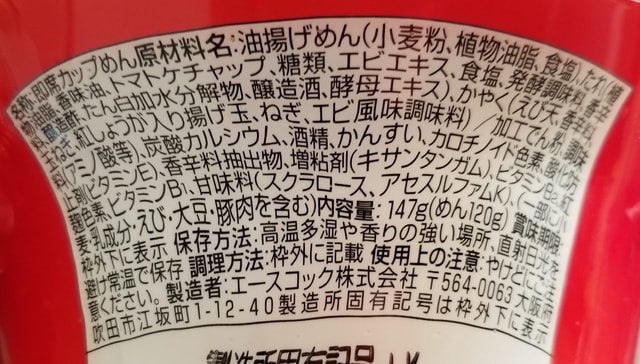 名称:即席カップめん 原材料名:油揚げめん(小麦粉、植物油脂、食塩)、たれ(植
物油脂、香味油、トマトケチャップ、糖類、エビエキス、食塩、発酵調味料、香辛
料、醸造酢、たん白加水分解物、醸造酒、酵母エキス)、かやく(えび天、香辛料、
玉ねぎ、紅しょうが入り揚げ玉、ねぎ、エビ風味調味料)/加工でん粉、調味
料(アミノ酸等)、炭酸カルシウム、酒精、かんすい、カロチノイド色素、酸化防
止剤(ビタミンE)、香辛料抽出物、増粘剤(キサンタンガム)、ビタミンB₂、紅
麹色素、ビタミンB₁、甘味料(スクラロース、アセスルファムK)、(一部に小
麦・乳成分・えび・大豆・豚肉を含む) 内容量:147g(めん120g) 賞味期限:
枠外下に表示 保存方法:高温多湿や香りの強い場所、直射日光を
避け常温で保存 調理方法:枠外に記載 使用上の注意:やけどにご注
意ください。製造者:エースコック株式会社 〒564-0063 大阪府
吹田市江坂町1-12-40 製造所固有記号は枠外下に表示